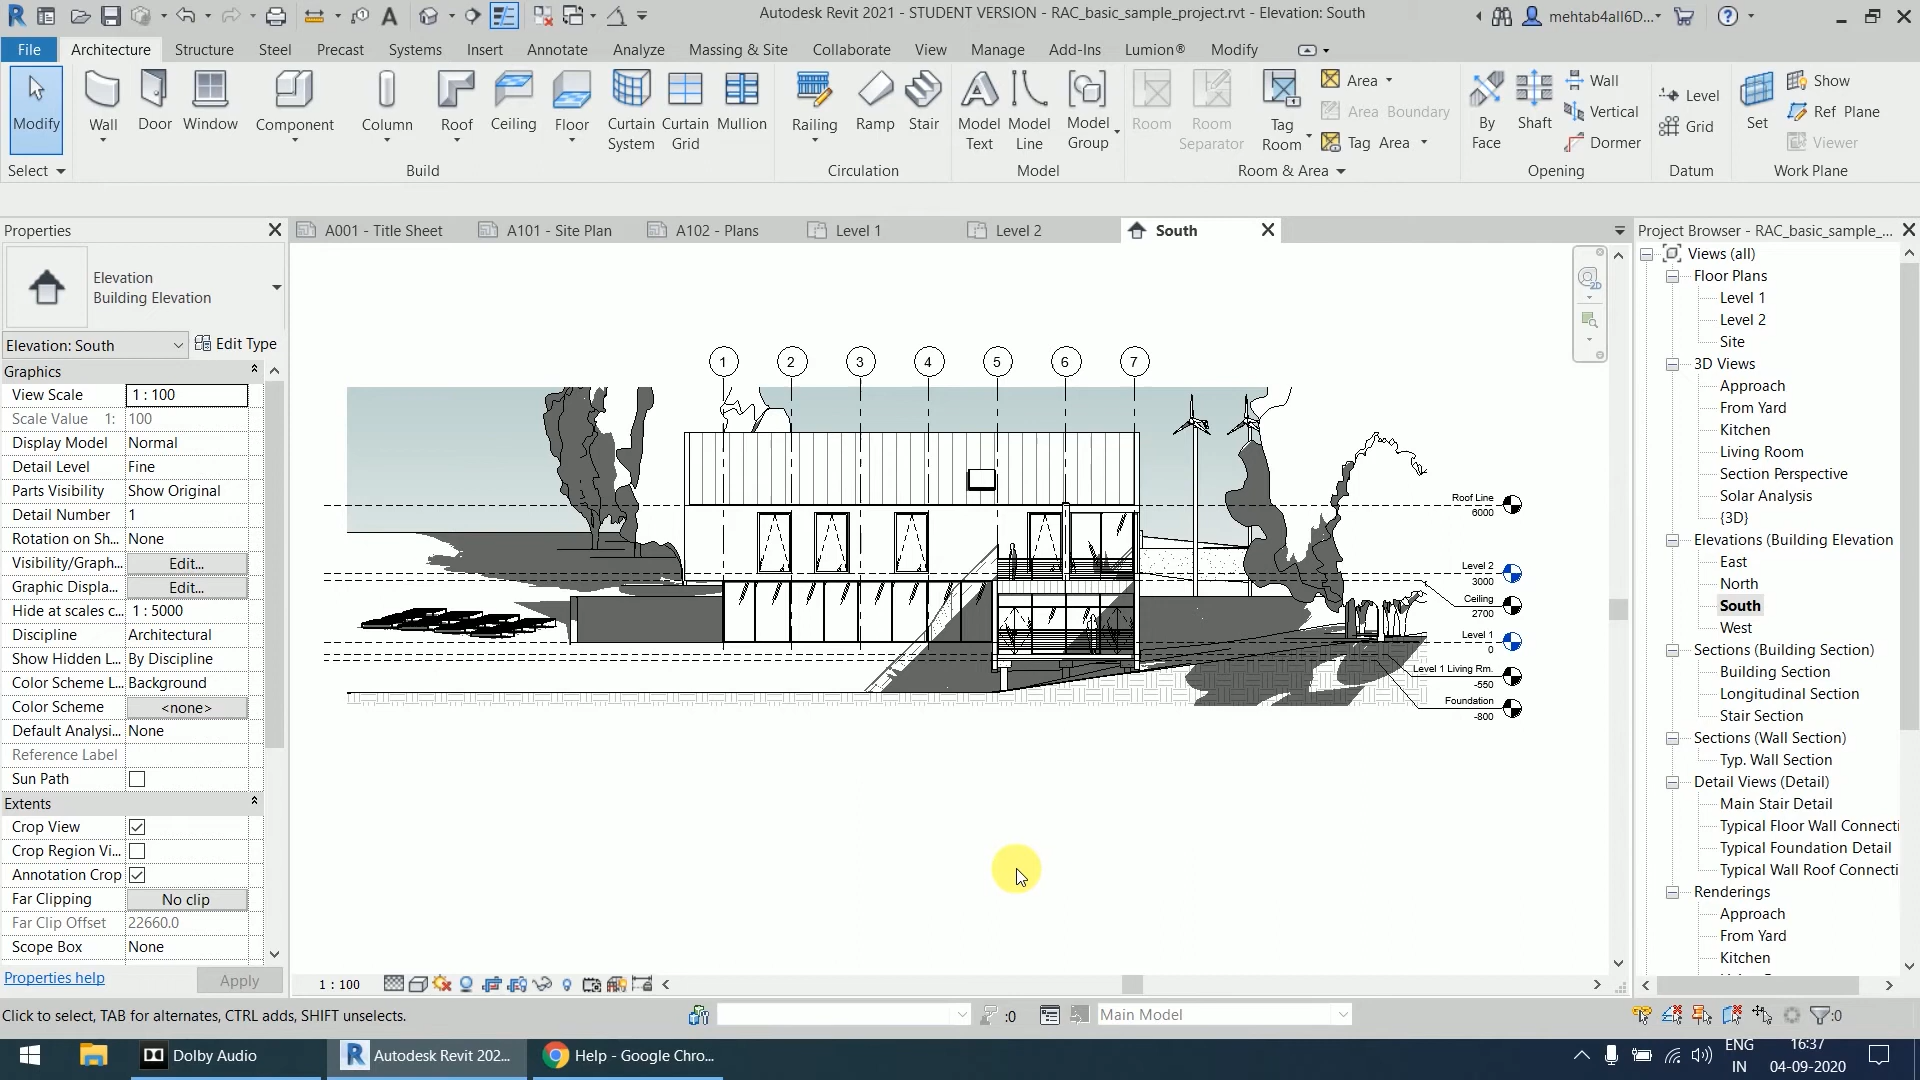 Autodesk Revit 2021 - STUDENT VERSION - RAC_basic_sample_project.rvt - Elevation: South
mehtab4all6D...
File Architecture Structure Steel Precast Systems Insert Annotate Analyze Massing & Site Collaborate View Manage Add-Ins Lumion® Modify
Modify
Wall
Door
Window
Component
Column
Roof
Ceiling
Floor
Curtain System
Curtain Grid
Mullion
Railing
Ramp
Stair
Model Text
Model Line
Model Group
Room
Room Separator
Tag Room
Area
Area Boundary
Tag Area
By Face
Shaft
Wall
Vertical
Dormer
Level
Grid
Set
Show
Ref Plane
Viewer
Select
Build
Circulation
Model
Room & Area
Opening
Datum
Work Plane
Properties
Elevation
Building Elevation
Elevation: South
Edit Type
Graphics
View Scale 1 : 100
Scale Value 1: 100
Display Model Normal
Detail Level Fine
Parts Visibility Show Original
Detail Number 1
Rotation on Sh... None
Visibility/Graph... Edit...
Graphic Displa... Edit...
Hide at scales c... 1 : 5000
Discipline Architectural
Show Hidden L... By Discipline
Color Scheme L... Background
Color Scheme <none>
Default Analysi... None
Reference Label
Sun Path
Extents
Crop View
Crop Region Vi...
Annotation Crop
Far Clipping No clip
Far Clip Offset 22660.0
Scope Box None
Properties help
Apply
A001 - Title Sheet
A101 - Site Plan
A102 - Plans
Level 1
Level 2
South
2D
1 2 3 4 5 6 7
Roof Line
6000
Level 2
3000
Ceiling
2700
Level 1
0
Level 1 Living Rm.
-550
Foundation
-800
1 : 100
Project Browser - RAC_basic_sample_...
Views (all)
Floor Plans
Level 1
Level 2
Site
3D Views
Approach
From Yard
Kitchen
Living Room
Section Perspective
Solar Analysis
{3D}
Elevations (Building Elevation
East
North
South
West
Sections (Building Section)
Building Section
Longitudinal Section
Stair Section
Sections (Wall Section)
Typ. Wall Section
Detail Views (Detail)
Main Stair Detail
Typical Floor Wall Connecti
Typical Foundation Detail
Typical Wall Roof Connecti
Renderings
Approach
From Yard
Kitchen
Click to select, TAB for alternates, CTRL adds, SHIFT unselects.
:0
Main Model
:0
Dolby Audio
Autodesk Revit 202...
Help - Google Chro...
ENG
IN
16:37
04-09-2020